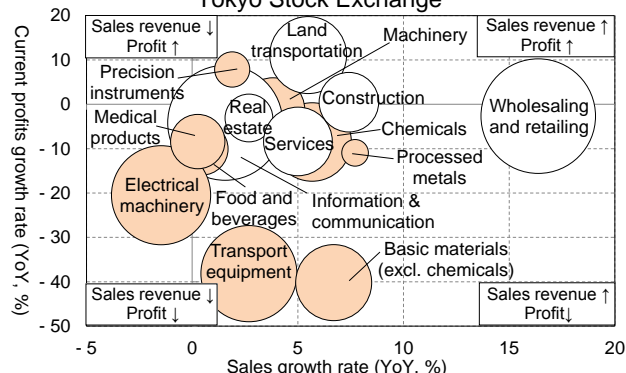 Tokyo Stock Exchange
Sales revenue ↓
Profit ↑
Sales revenue ↑
Profit ↑
Land
transportation
Machinery
Precision
instruments
Construction
Wholesaling
and retailing
Medical
products
Real
estate
Services
Chemicals
Processed
metals
Electrical
machinery
Food and
beverages
Information &
communication
Transport
equipment
Basic materials
(excl. chemicals)
Sales revenue ↓
Profit ↓
Sales revenue ↑
Profit↓
Current profits growth rate (YoY, %)
20
10
0
- 10
- 20
- 30
- 40
- 50
- 5
0
5
10
15
20
Sales growth rate (YoY, %)